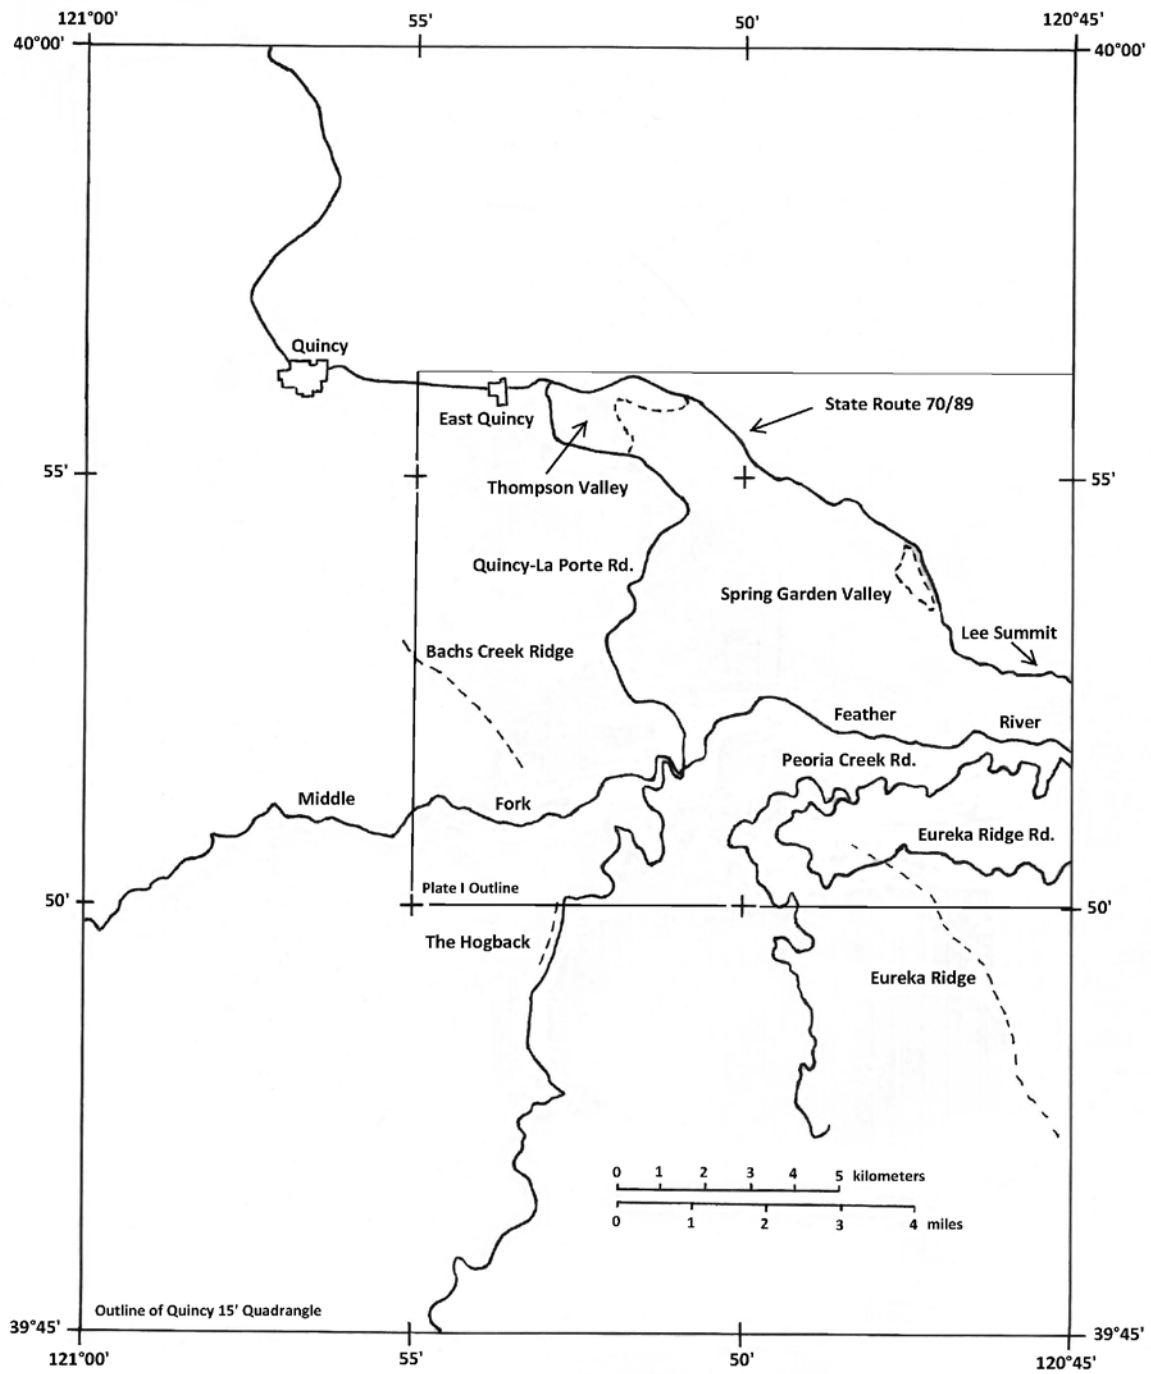 121°00' 55' 50' 120°45'
40°00' 40°00'
Quincy
State Route 70/89
East Quincy
55' 55'
Thompson Valley
Quincy-La Porte Rd.
Spring Garden Valley
Lee Summit
Bachs Creek Ridge
Feather River
Peoria Creek Rd.
Middle Fork
Eureka Ridge Rd.
Plate I Outline
50' 50'
The Hogback
Eureka Ridge
0 1 2 3 4 5 kilometers
0 1 2 3 4 miles
Outline of Quincy 15' Quadrangle
39°45' 39°45'
121°00' 55' 50' 120°45'